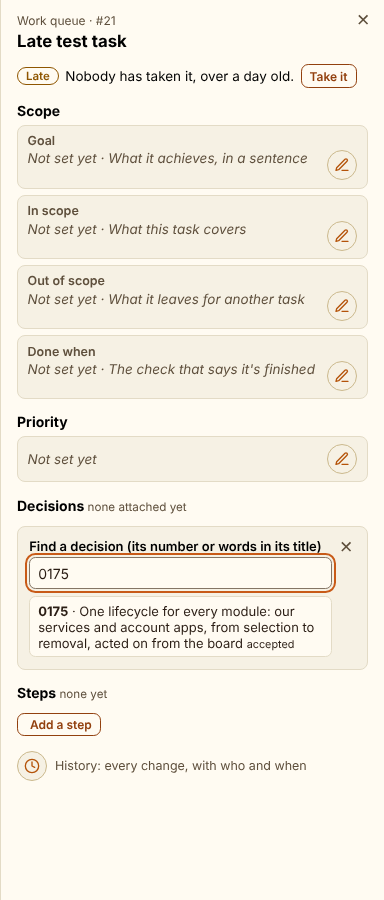 Work queue · #21
Late test task
Late Nobody has taken it, over a day old. Take it
Scope
Goal
Not set yet · What it achieves, in a sentence
In scope
Not set yet · What this task covers
Out of scope
Not set yet · What it leaves for another task
Done when
Not set yet · The check that says it's finished
Priority
Not set yet
Decisions none attached yet
Find a decision (its number or words in its title)
0175
0175 · One lifecycle for every module: our
services and account apps, from selection to
removal, acted on from the board accepted
Steps none yet
Add a step
History: every change, with who and when